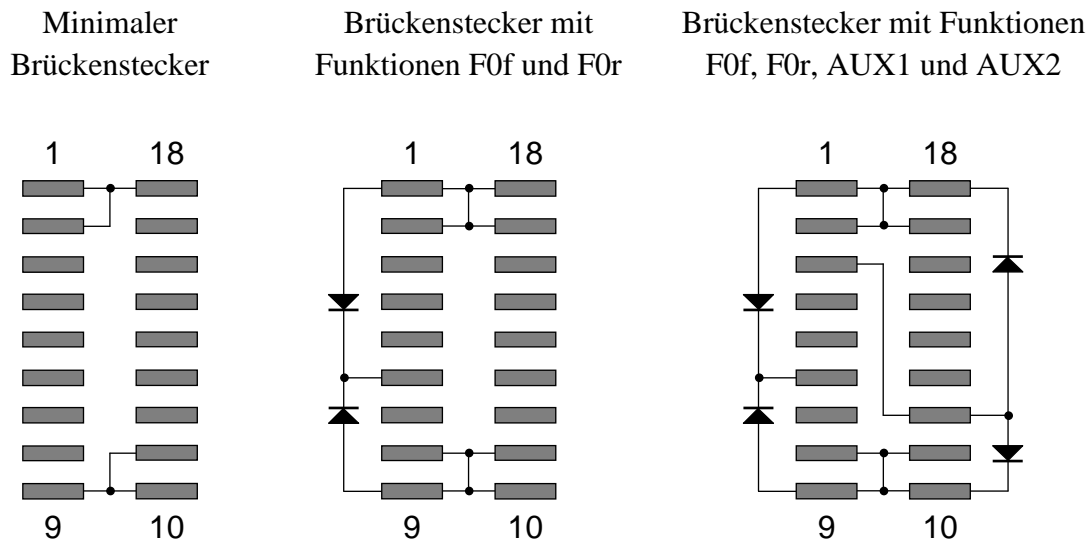 Minimaler
Brückenstecker
Brückenstecker mit
Funktionen F0f und F0r
Brückenstecker mit Funktionen
F0f, F0r, AUX1 und AUX2
1 18
9 10
1 18
9 10
1 18
9 10